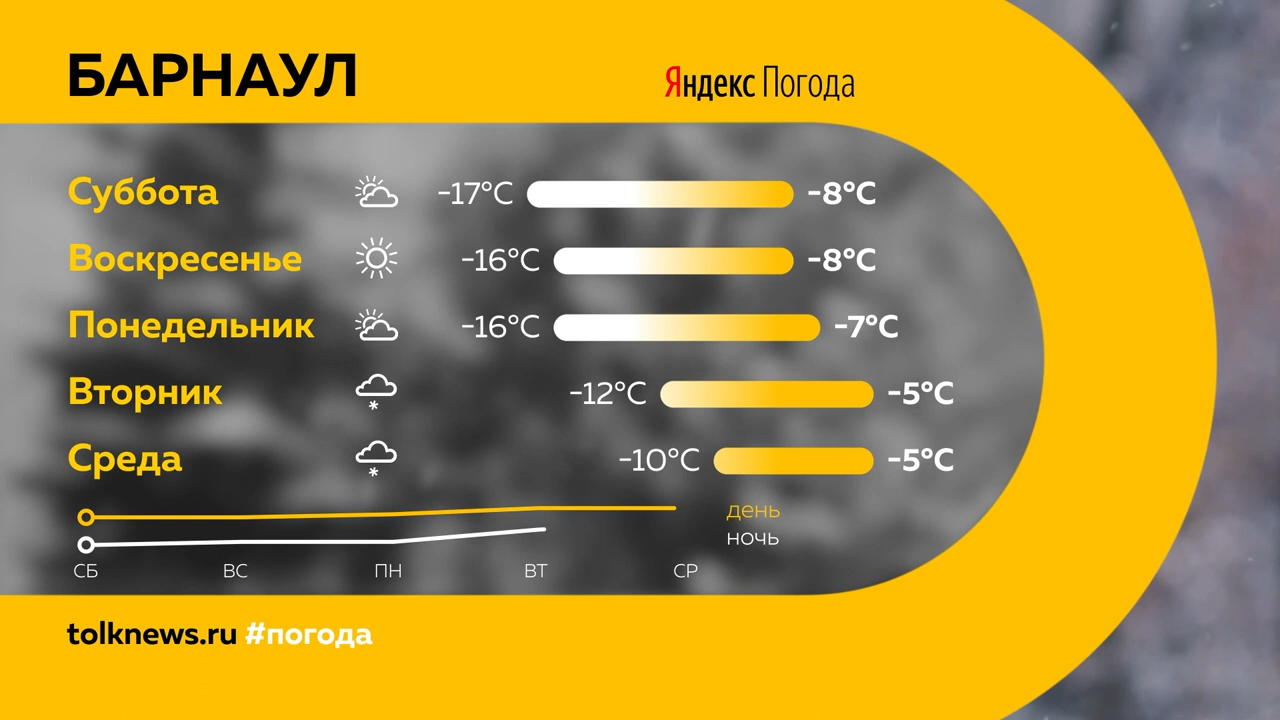 БАРНАУЛ
Яндекс Погода
Суббота -17°C -8°C
Воскресенье -16°C -8°C
Понедельник -16°C -7°C
Вторник -12°C -5°C
Среда -10°C -5°C
день
ночь
СБ ВС ПН ВТ СР
tolknews.ru #погода